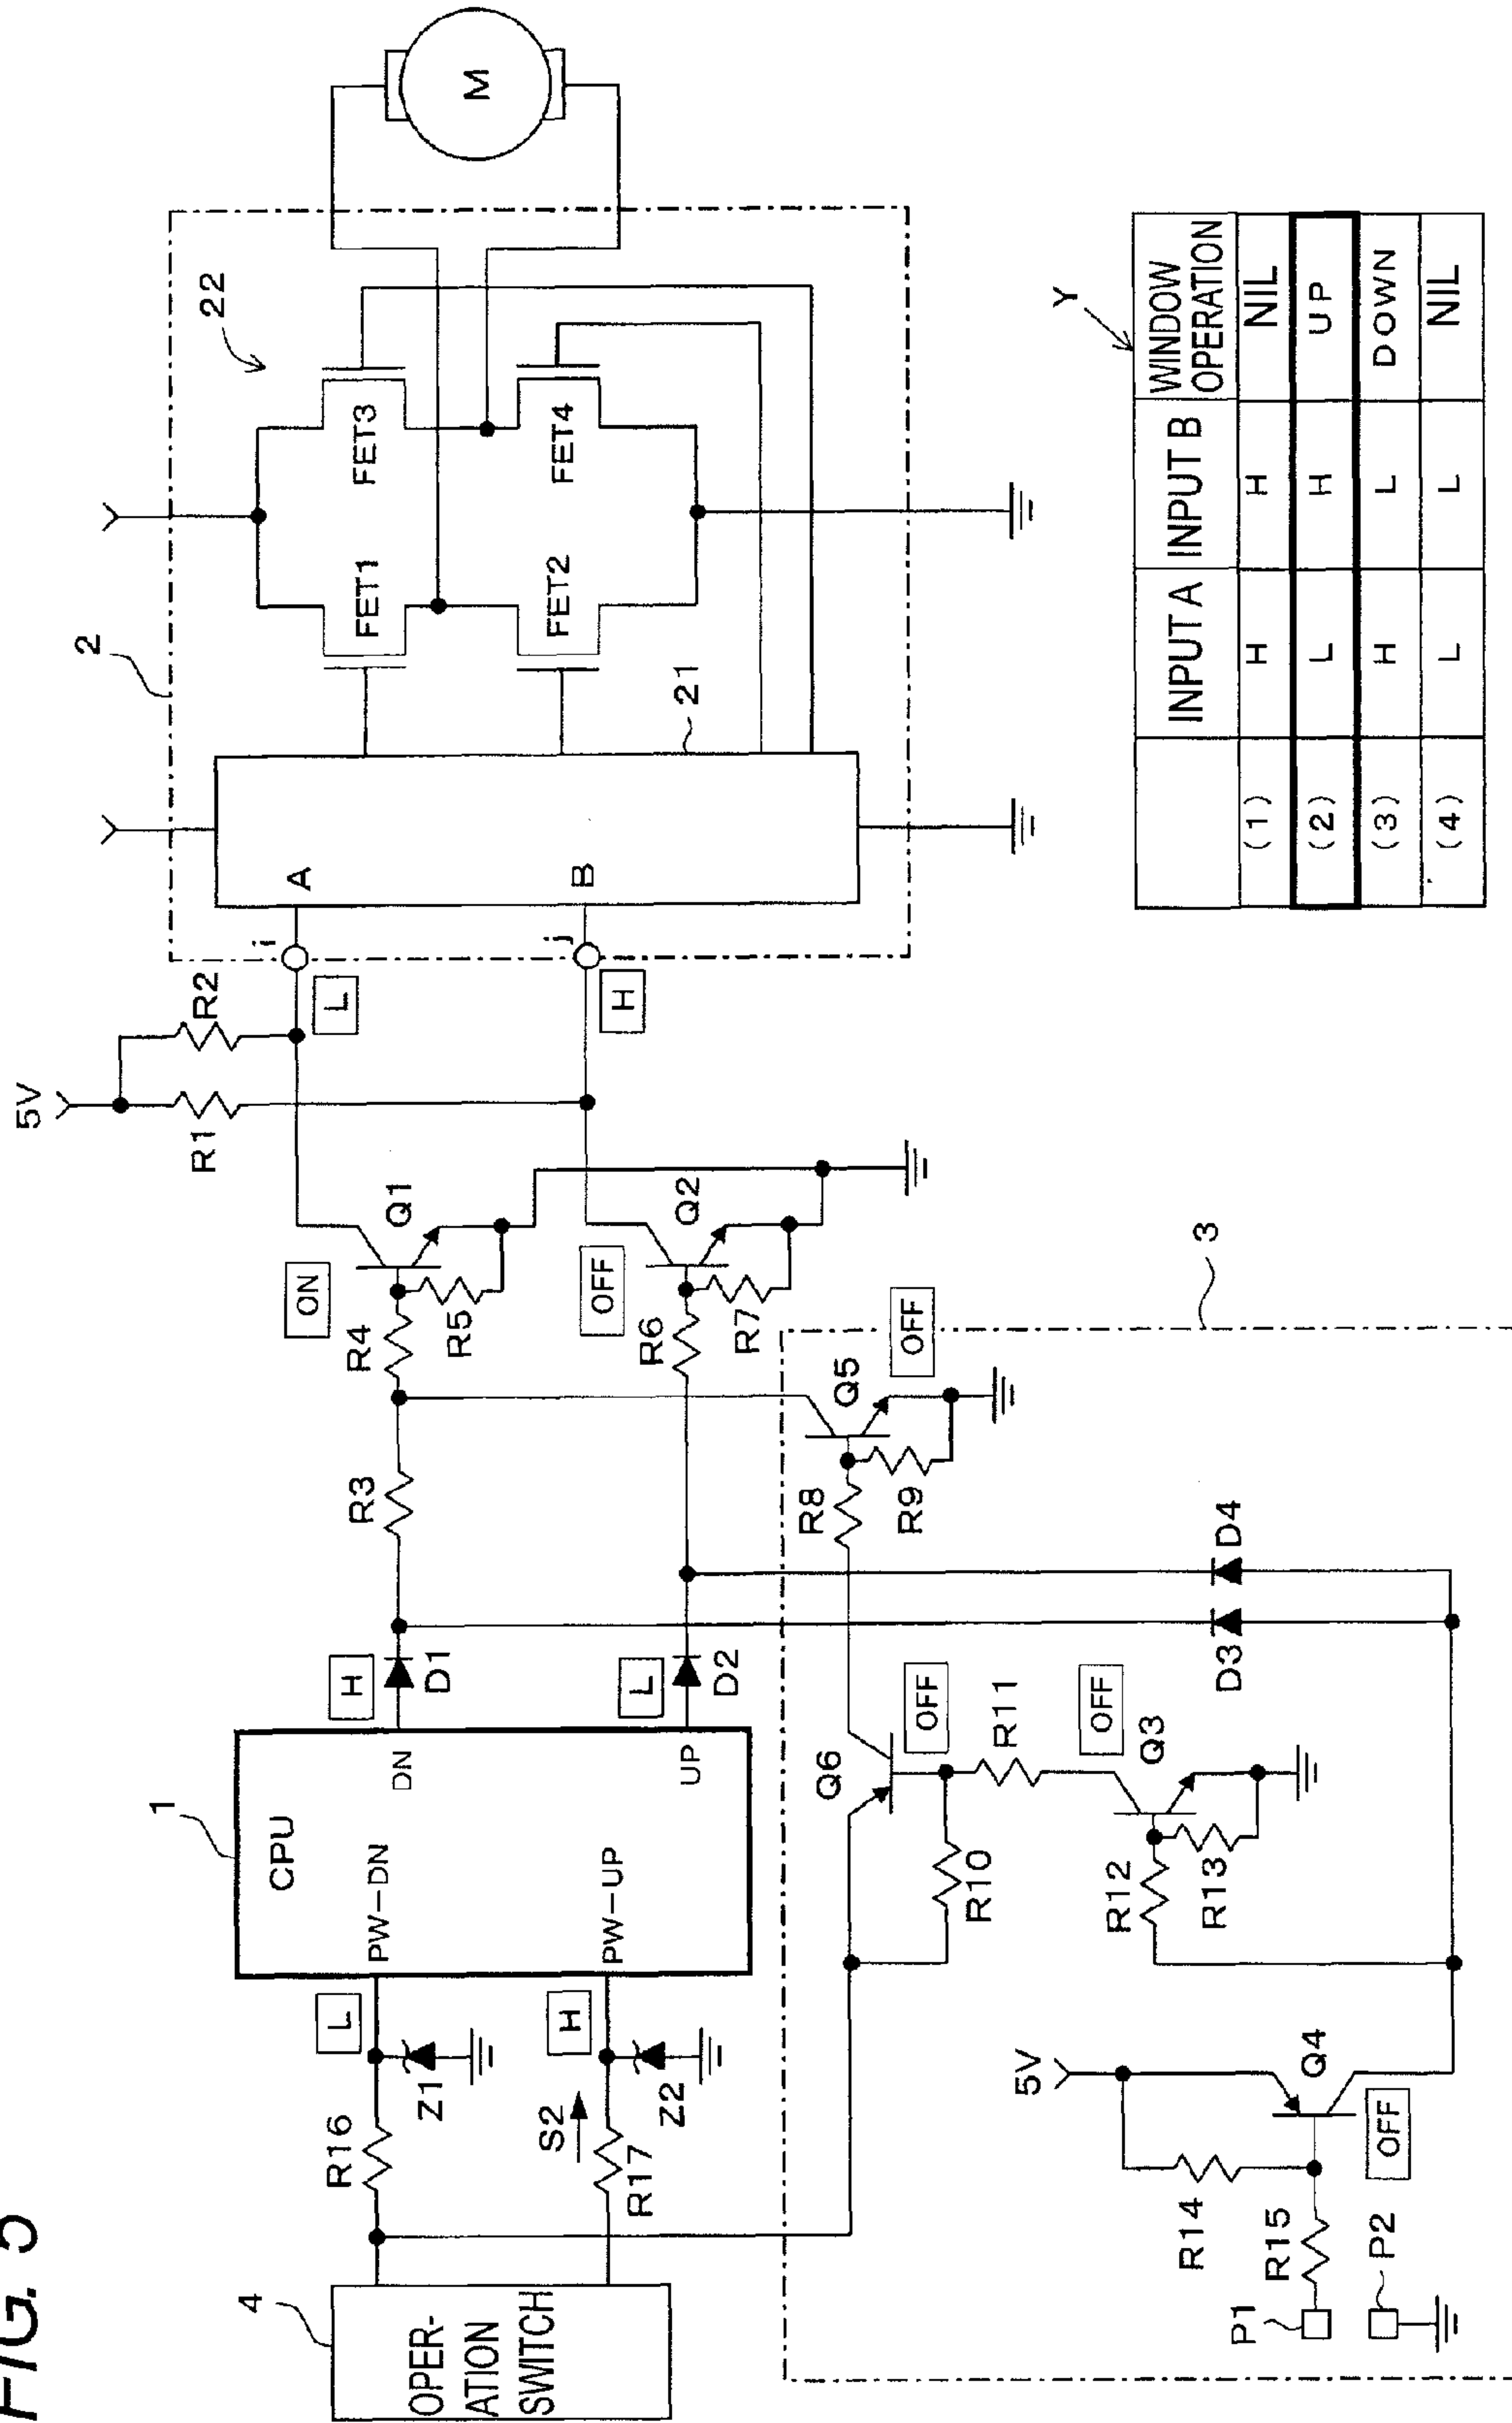 FIG. 5
4
OPER-
ATION
SWITCH
R16
R17
S2
Z1
Z2
L
H
1
CPU
PW-DN
PW-UP
DN
UP
H
L
D1
D2
R3
R4
R5
R6
R7
ON
OFF
Q1
Q2
5V
R1
R2
L
H
i
j
2
A
B
21
22
FET1
FET2
FET3
FET4
M
3
Q5
OFF
R8
R9
Q6
OFF
R10
R11
OFF
Q3
R12
R13
D3
D4
5V
Q4
OFF
R14
R15
P1
P2
Y
INPUT A INPUT B WINDOW
OPERATION
(1) H H NIL
(2) L H UP
(3) H L DOWN
(4) L L NIL